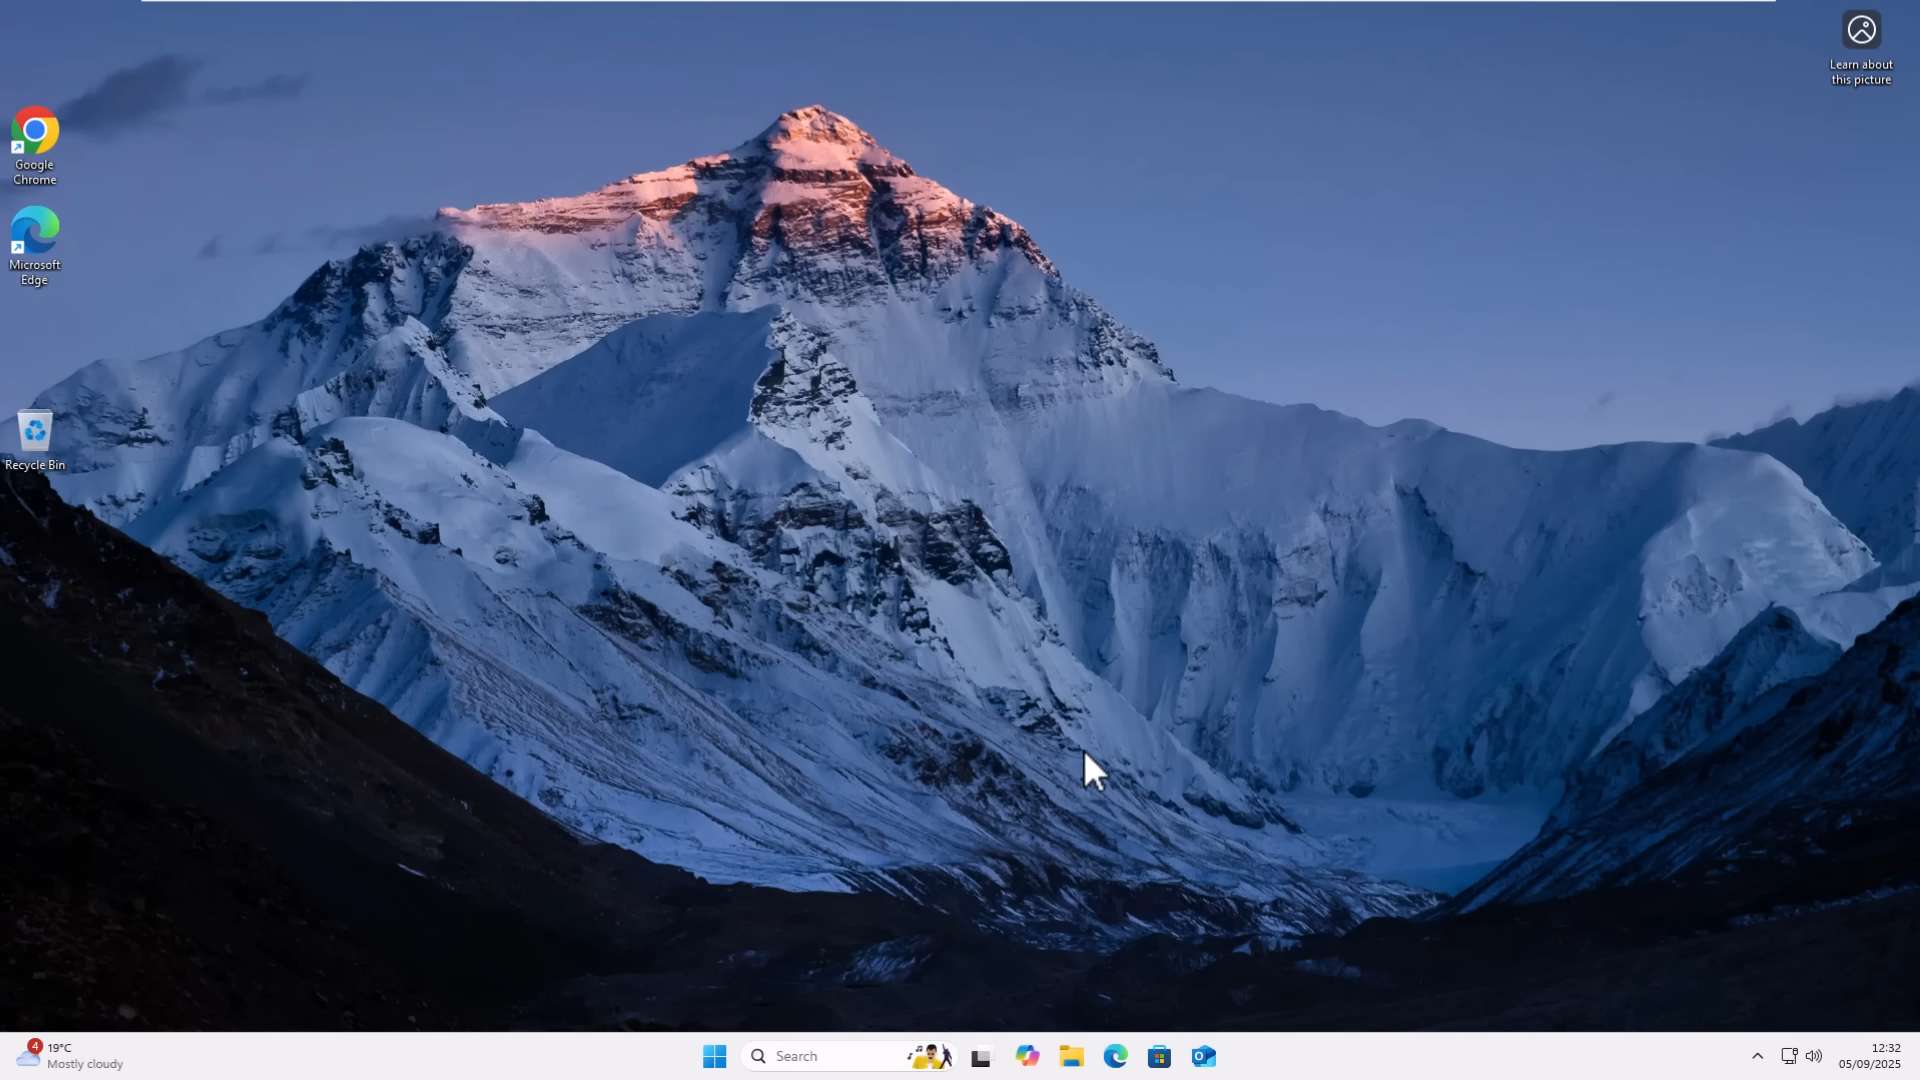 Learn about
this picture
Google
Chrome
Microsoft
Edge
Recycle Bin
4
19°C
Mostly cloudy
Search
12:32
05/09/2025